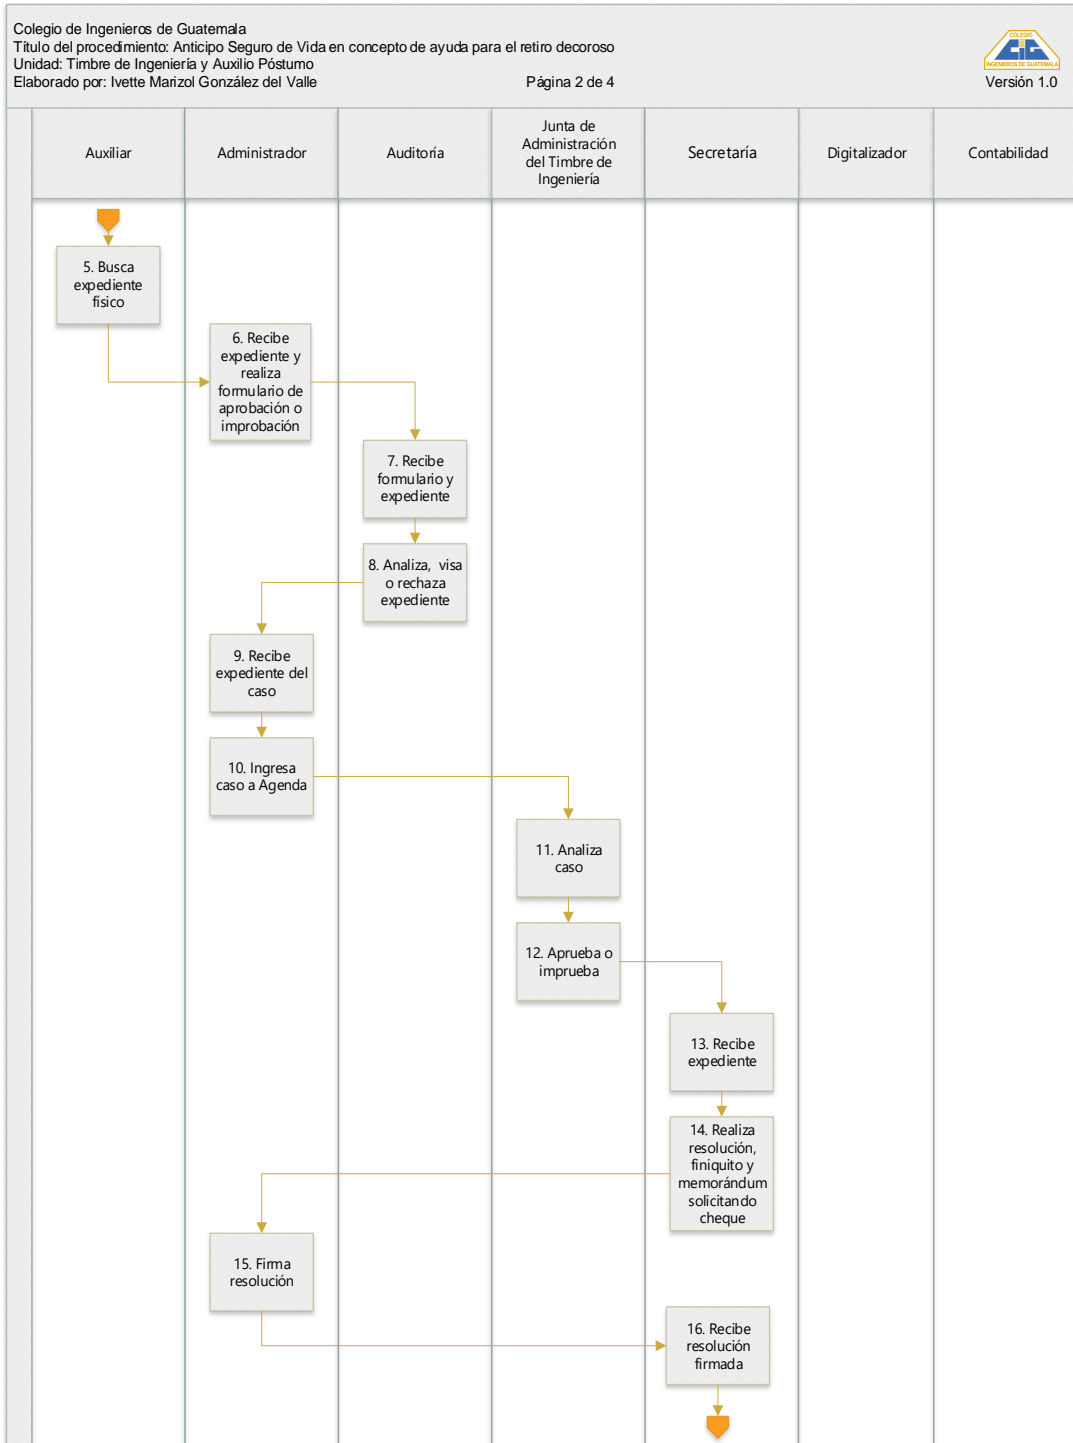 Colegio de Ingenieros de Guatemala
Título del procedimiento: Anticipo Seguro de Vida en concepto de ayuda para el retiro decoroso
Unidad: Timbre de Ingeniería y Auxilio Póstumo
Elaborado por: Ivette Marizol González del Valle
Página 2 de 4
COLEGIO
CIG
INGENIEROS DE GUATEMALA
Versión 1.0
Auxiliar
Administrador
Auditoría
Junta de
Administración
del Timbre de
Ingeniería
Secretaría
Digitalizador
Contabilidad
5. Busca
expediente
físico
6. Recibe
expediente y
realiza
formulario de
aprobación o
improbación
7. Recibe
formulario y
expediente
8. Analiza, visa
o rechaza
expediente
9. Recibe
expediente del
caso
10. Ingresa
caso a Agenda
11. Analiza
caso
12. Aprueba o
imprueba
13. Recibe
expediente
14. Realiza
resolución,
finiquito y
memorándum
solicitando
cheque
15. Firma
resolución
16. Recibe
resolución
firmada